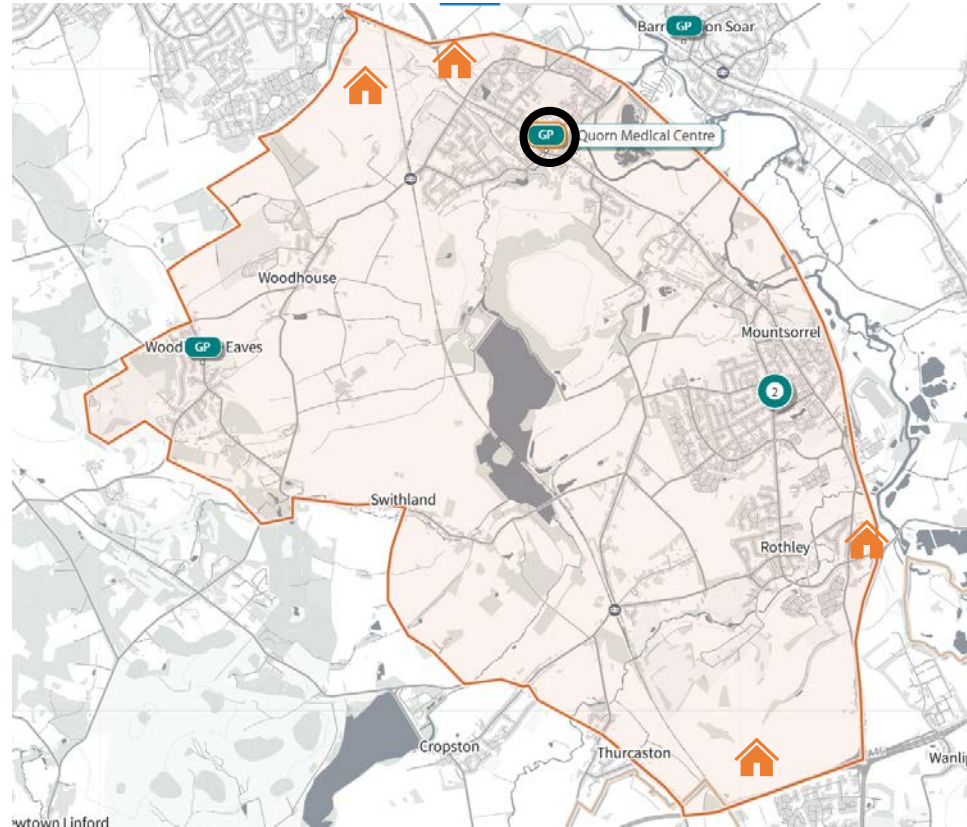 Barr GP on Soar
GP Quorn Medical Centre
Woodhouse
Mountsorrel
Wood GP Eaves
2
Swithland
Rothley
Cropston
Thurcaston
A46
Wanli
wtown Linford